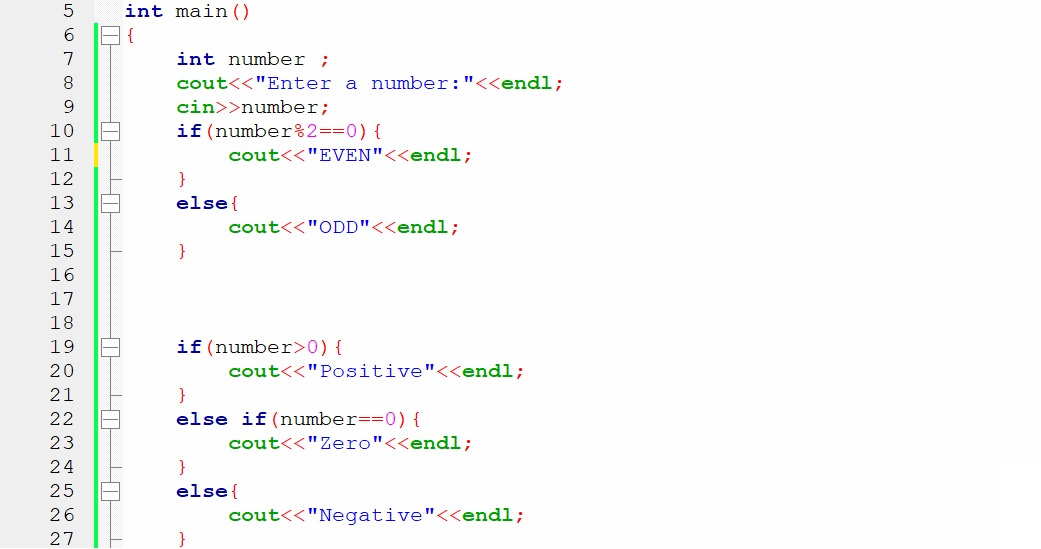 5 int main()
6 {
7 int number ;
8 cout<<"Enter a number:"<<endl;
9 cin>>number;
10 if(number%2==0){
11 cout<<"EVEN"<<endl;
12 }
13 else{
14 cout<<"ODD"<<endl;
15 }
16
17
18
19 if(number>0){
20 cout<<"Positive"<<endl;
21 }
22 else if(number==0){
23 cout<<"Zero"<<endl;
24 }
25 else{
26 cout<<"Negative"<<endl;
27 }